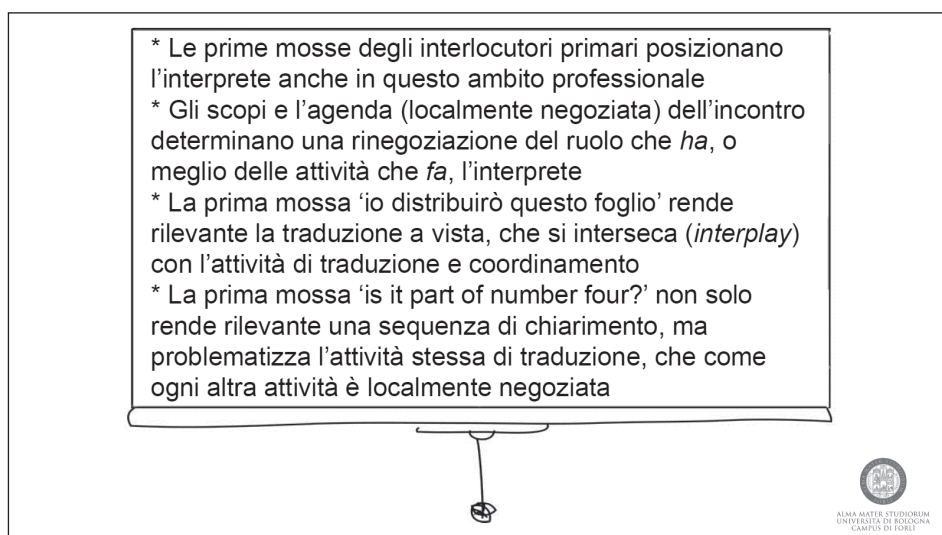 * Le prime mosse degli interlocutori primari posizionano
l’interprete anche in questo ambito professionale
* Gli scopi e l’agenda (localmente negoziata) dell’incontro
determinano una rinegoziazione del ruolo che ha, o
meglio delle attività che fa, l’interprete
* La prima mossa ‘io distribuirò questo foglio’ rende
rilevante la traduzione a vista, che si interseca (interplay)
con l’attività di traduzione e coordinamento
* La prima mossa ‘is it part of number four?’ non solo
rende rilevante una sequenza di chiarimento, ma
problematizza l’attività stessa di traduzione, che come
ogni altra attività è localmente negoziata
ALMA MATER STUDIORUM
UNIVERSITÀ DI BOLOGNA
CAMPUS DI FORLÌ